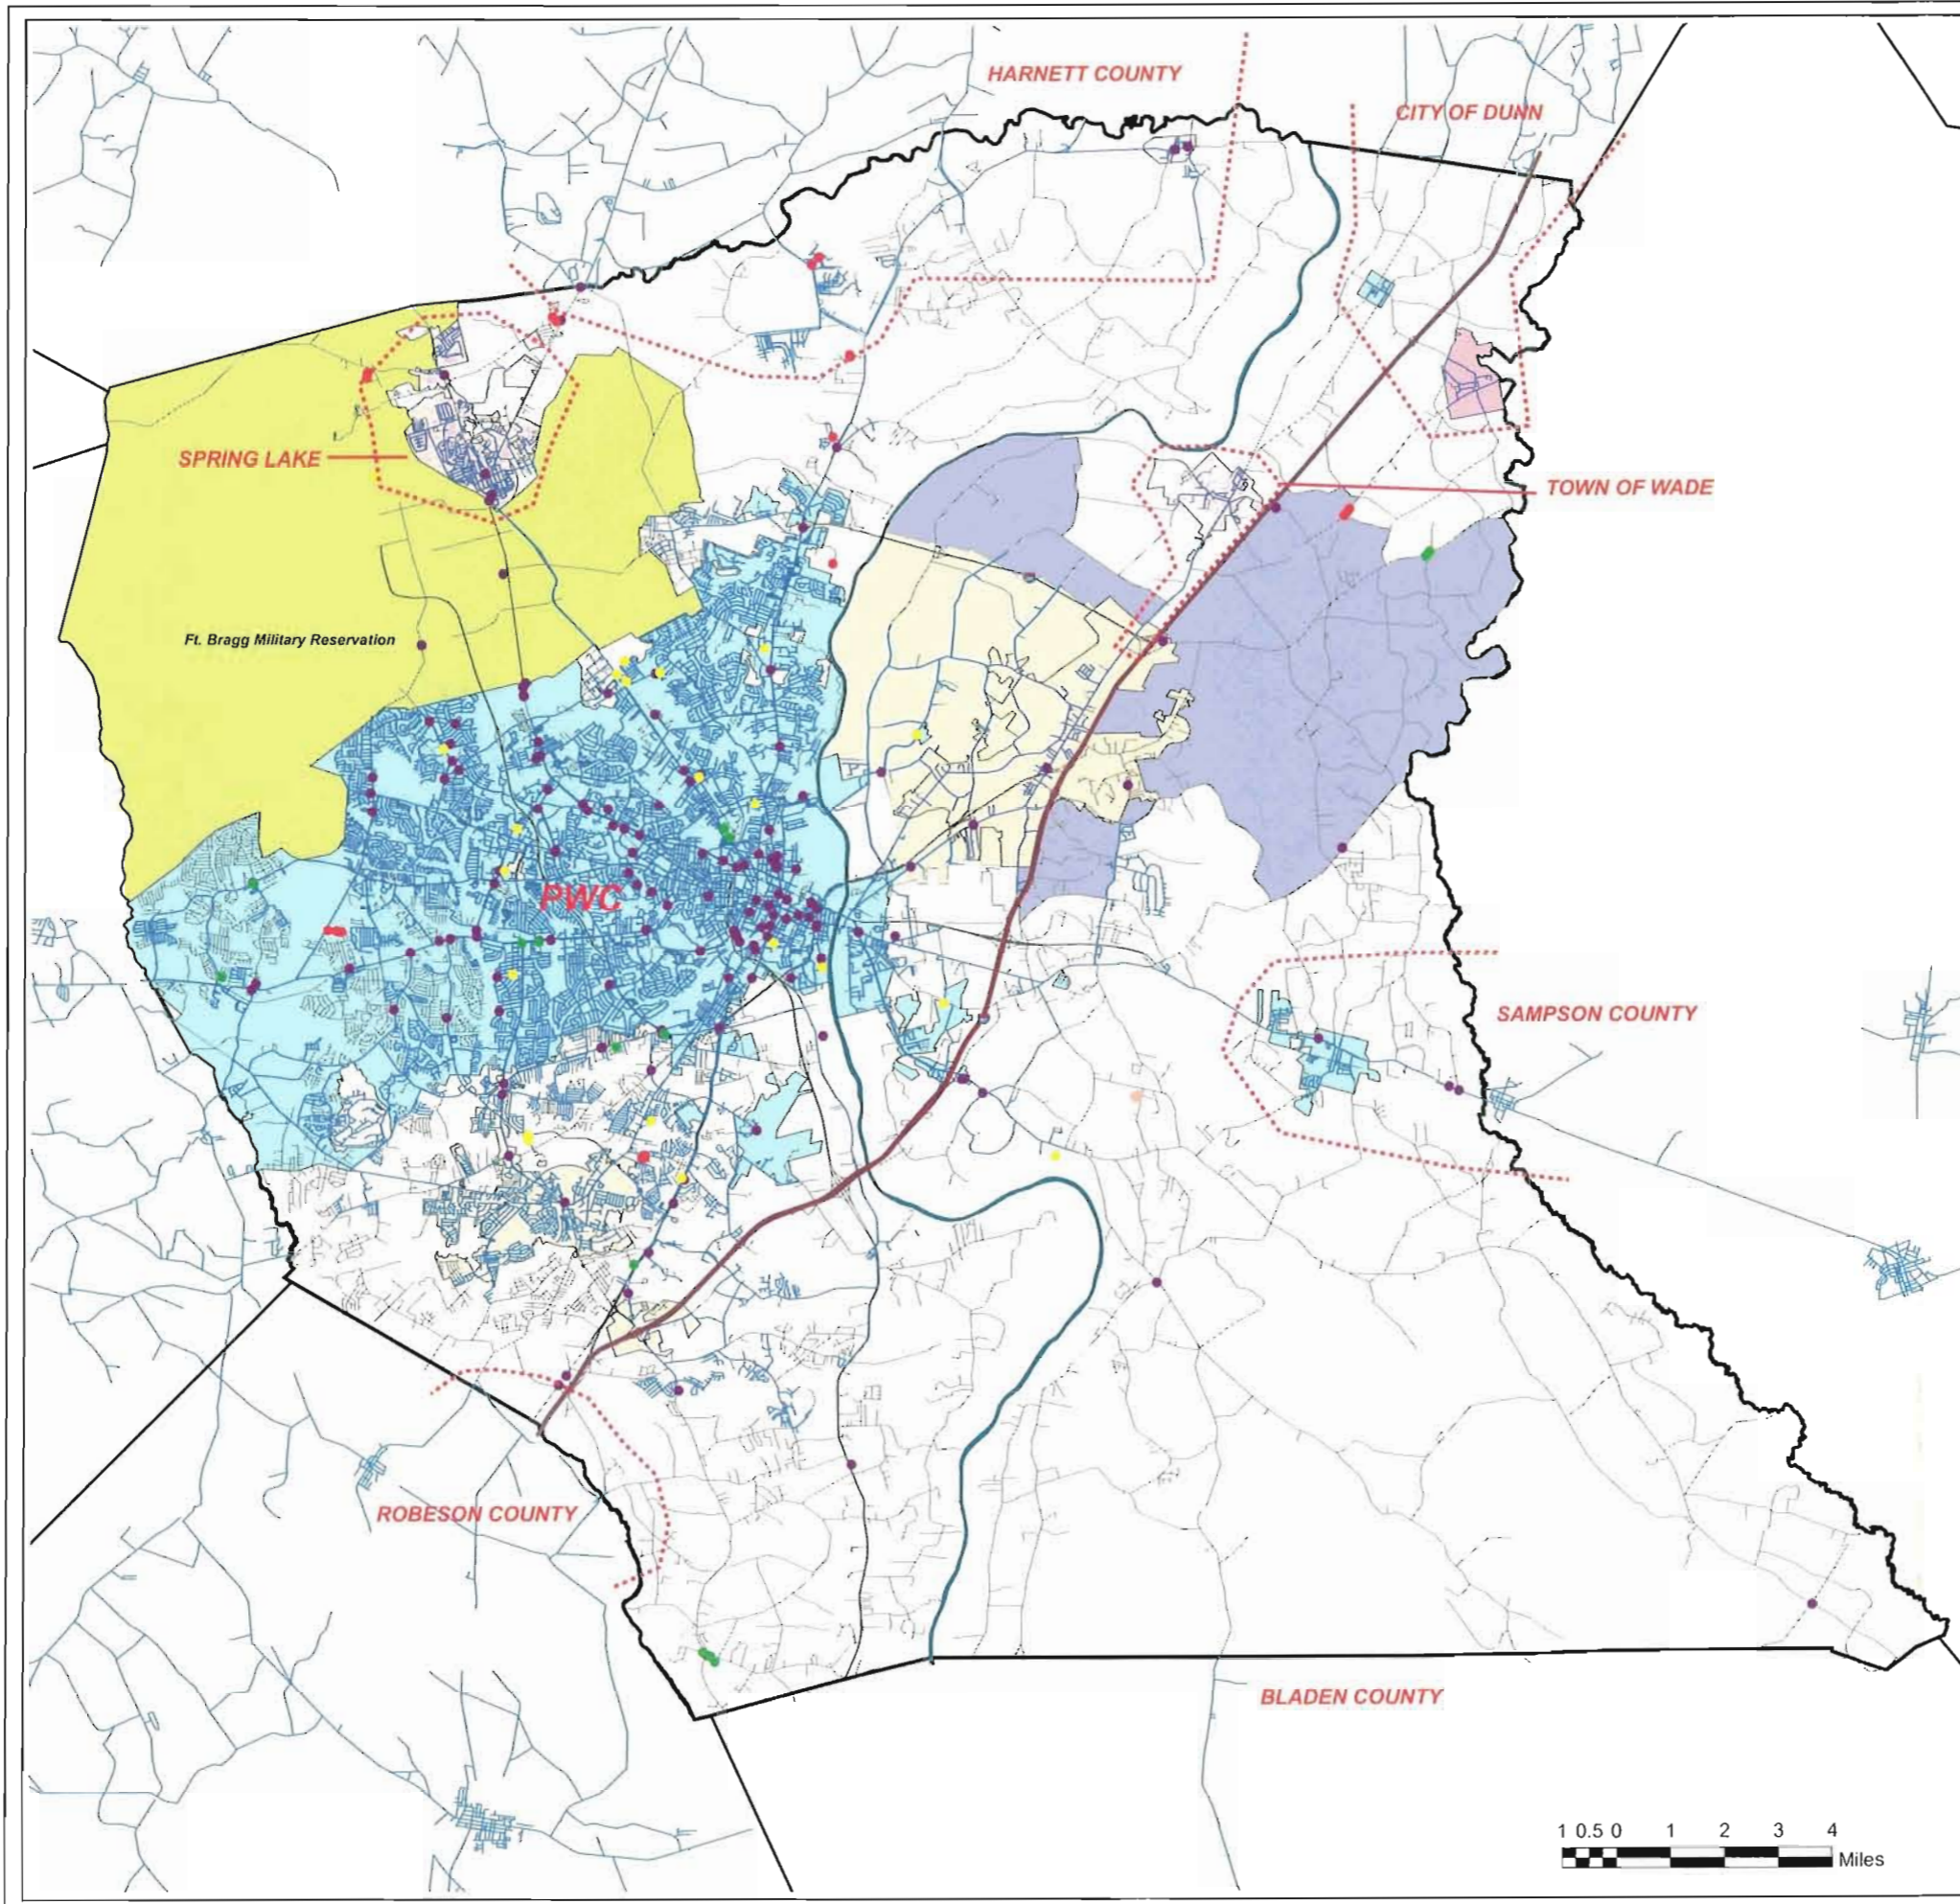 HARNETT COUNTY
CITY OF DUNN
SPRING LAKE
TOWN OF WADE
Ft. Bragg Military Reservation
PWC
SAMPSON COUNTY
ROBESON COUNTY
BLADEN COUNTY
1 0.5 0 1 2 3 4
Miles